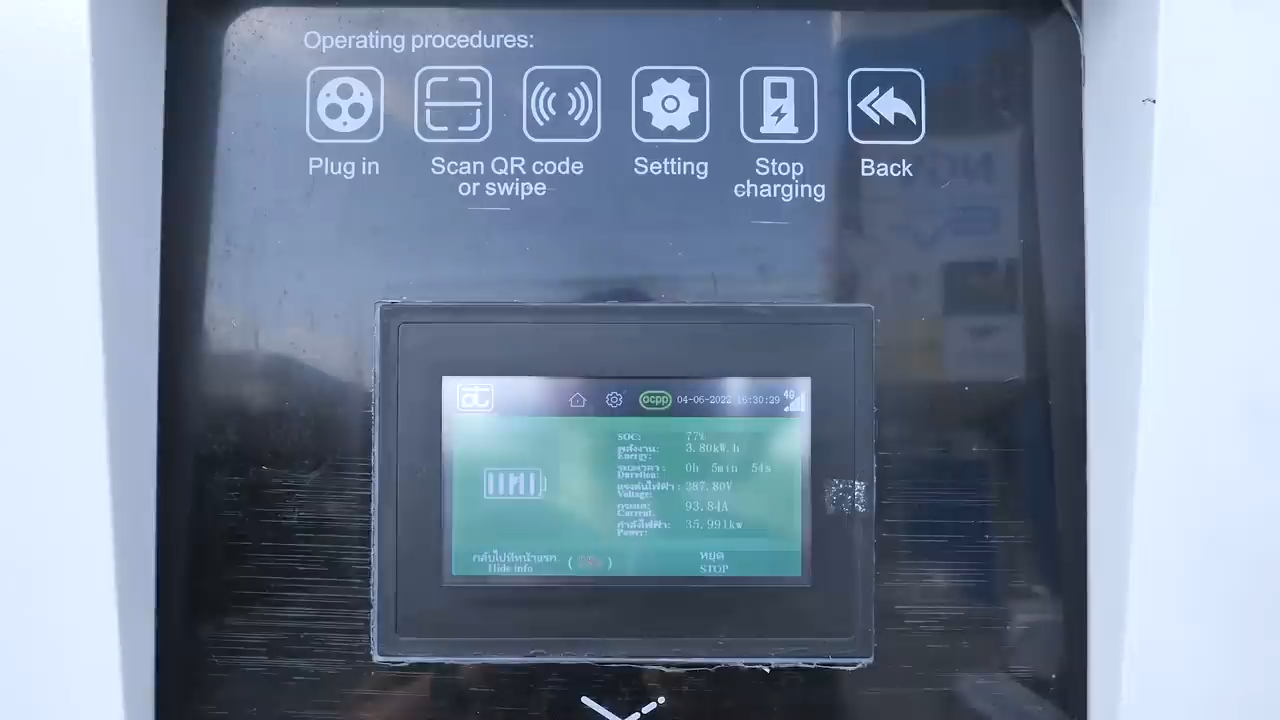 Operating procedures:
Plug in
Scan QR code
or swipe
Setting
Stop
charging
Back
ocpp 04-06-2022 16:30:29 4G
SOC: 77%
พลังงาน: 3.80kW.h
Energy:
ระยะเวลา : 0h 5min 54s
Duration:
แรงดันไฟฟ้า : 387.80V
Voltage:
กระแส: 93.84A
Current:
กำลังไฟฟ้า: 35.991kw
Power:
กลับไปที่หน้าแรก
Hide info
หยุด
STOP